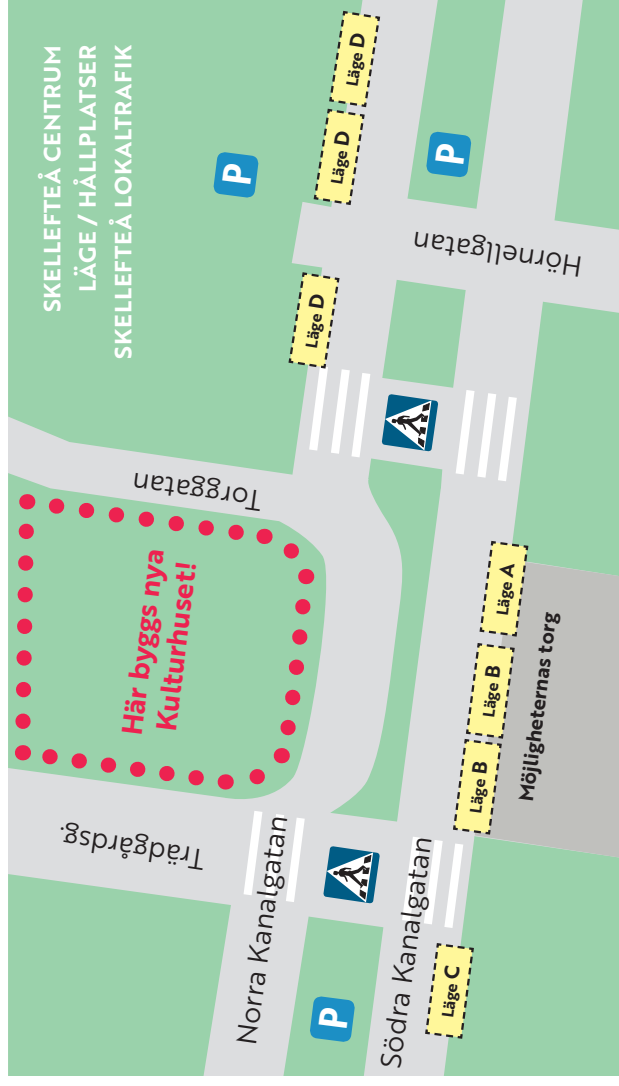 SKELLEFTEÅ CENTRUM
LÄGE / HÅLLPLATSER
SKELLEFTEÅ LOKALTRAFIK
Trädgårdsg.
Här byggs nya
Kulturhuset!
Torggatan
P
Läge D
Läge D
Läge D
Norra Kanalgatan
P
P
Hörnellgatan
Södra Kanalgatan
Läge C
Läge B
Läge B
Läge A
Möjligheternas torg